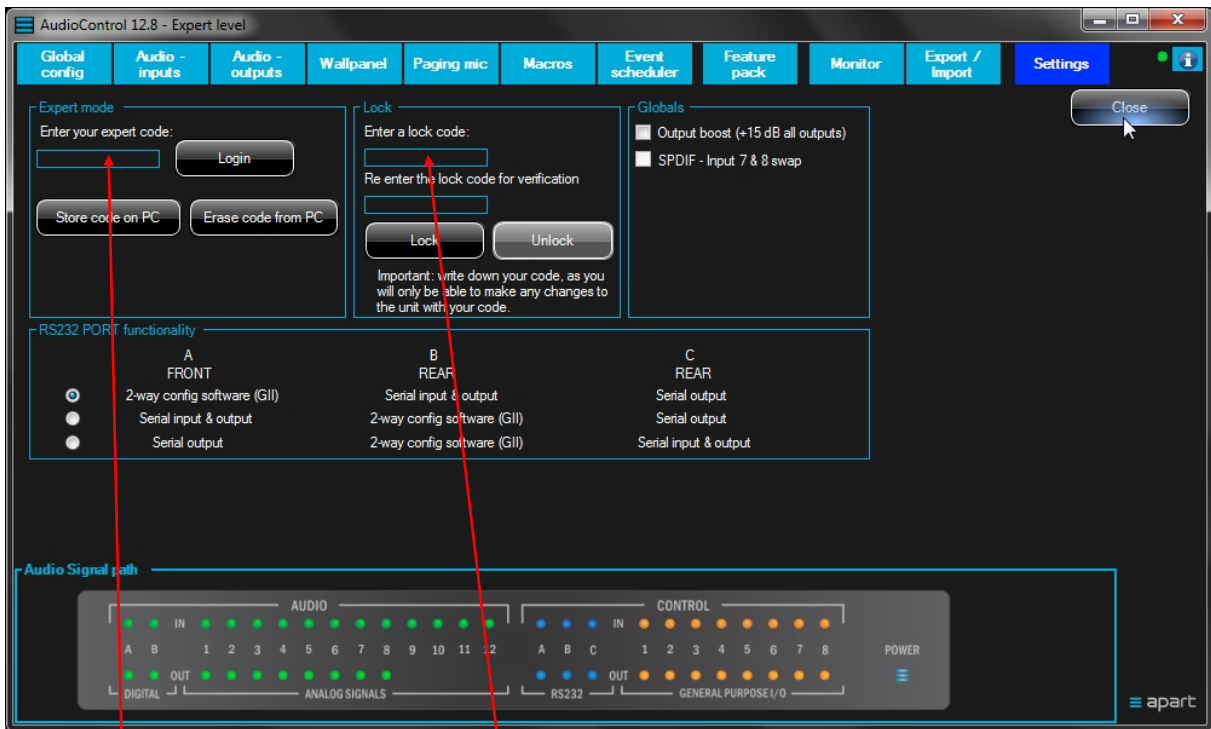 AudioControl 12.8 - Expert level
Global config
Audio - inputs
Audio - outputs
Wallpanel
Paging mic
Macros
Event scheduler
Feature pack
Monitor
Export / Import
Settings
Close
Expert mode
Enter your expert code:
Login
Store code on PC
Erase code from PC
Lock
Enter a lock code:
Re enter the lock code for verification
Lock
Unlock
Important: write down your code, as you
will only be able to make any changes to
the unit with your code.
Globals
Output boost (+15 dB all outputs)
SPDIF - Input 7 & 8 swap
RS232 PORT functionality
A B C
FRONT REAR REAR
2-way config software (GII) Serial input & output Serial output
Serial input & output 2-way config software (GII) Serial output
Serial output 2-way config software (GII) Serial input & output
Audio Signal path
AUDIO CONTROL
IN IN
A B 1 2 3 4 5 6 7 8 9 10 11 12 A B C 1 2 3 4 5 6 7 8 POWER
OUT OUT
DIGITAL ANALOG SIGNALS RS232 GENERAL PURPOSE I/O
apart